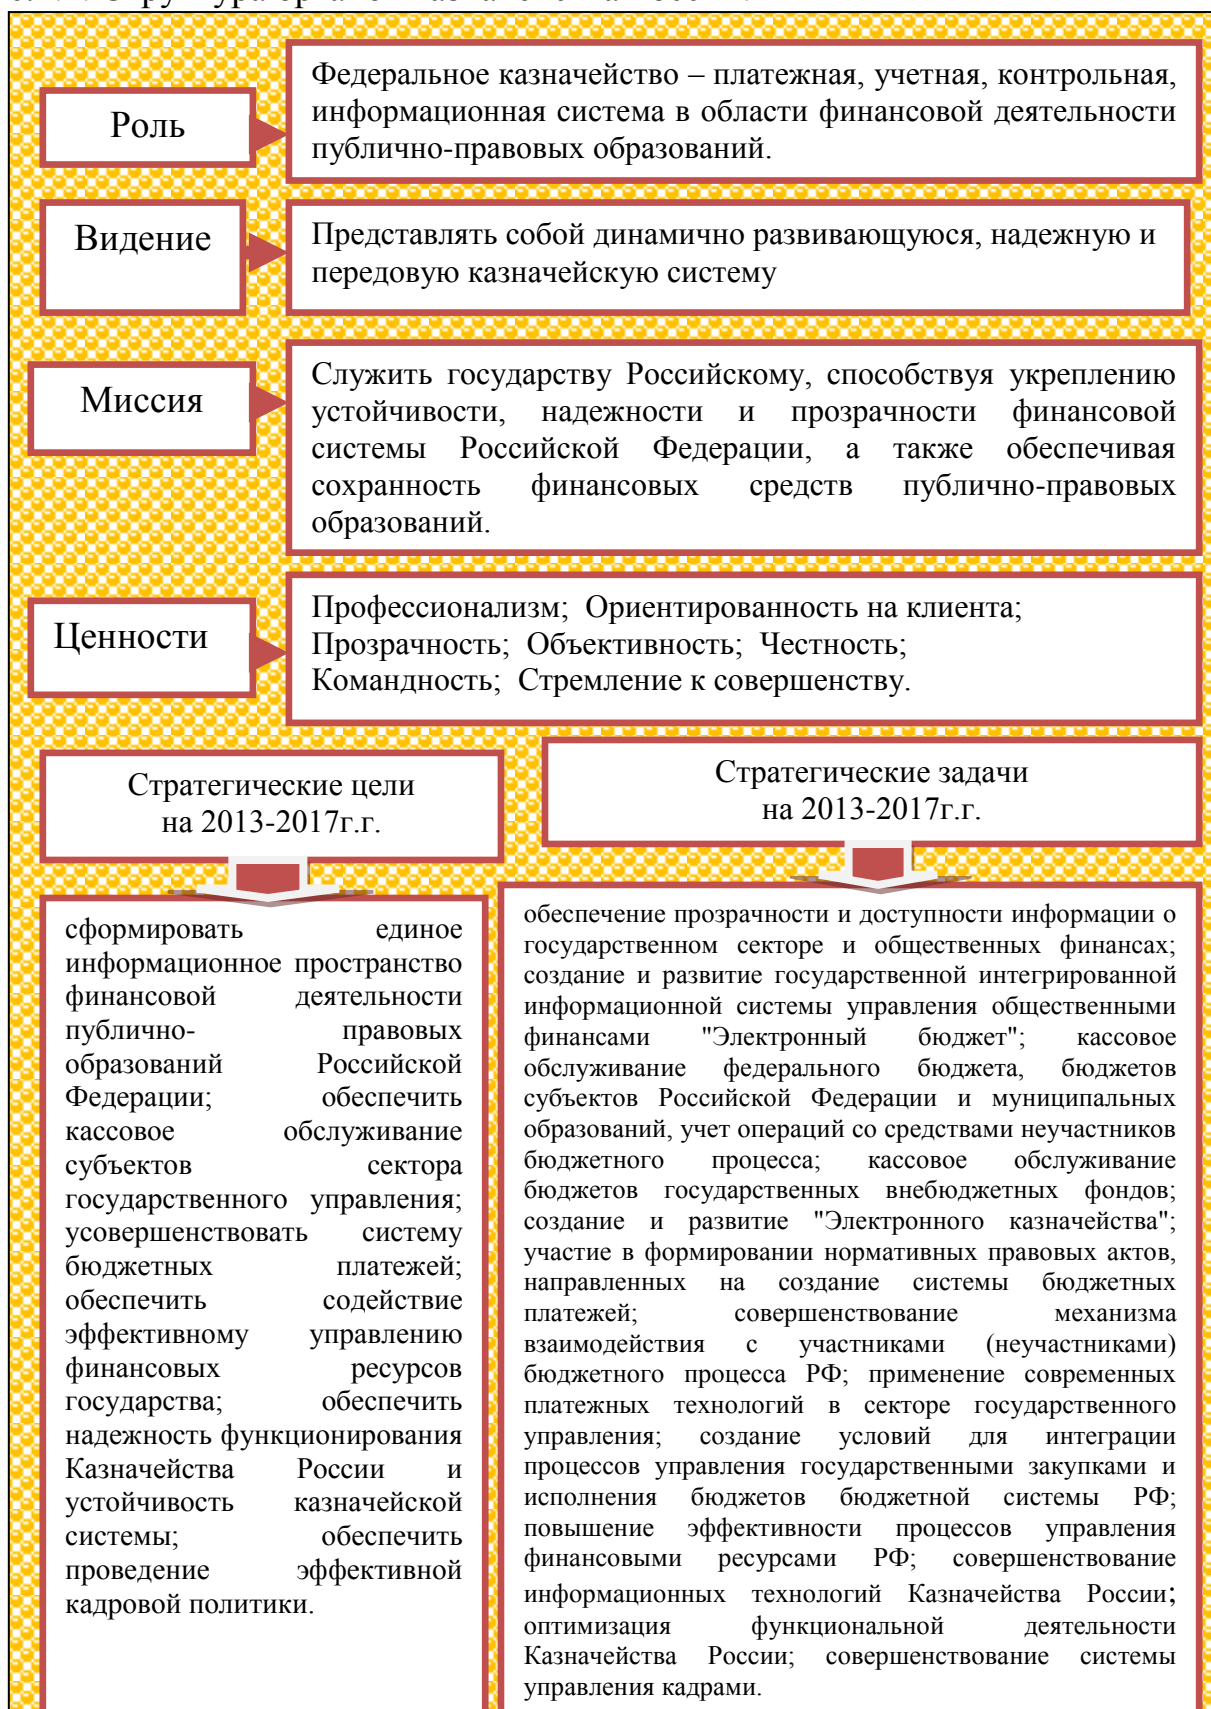 Роль
Федеральное казначейство – платежная, учетная, контрольная,
информационная система в области финансовой деятельности
публично-правовых образований.
Видение
Представлять собой динамично развивающуюся, надежную и
передовую казначейскую систему
Миссия
Служить государству Российскому, способствуя укреплению
устойчивости, надежности и прозрачности финансовой
системы Российской Федерации, а также обеспечивая
сохранность финансовых средств публично-правовых
образований.
Ценности
Профессионализм; Ориентированность на клиента;
Прозрачность; Объективность; Честность;
Командность; Стремление к совершенству.
Стратегические цели
на 2013-2017г.г.
сформировать единое
информационное пространство
финансовой деятельности
публично- правовых
образований Российской
Федерации; обеспечить
кассовое обслуживание
субъектов сектора
государственного управления;
усовершенствовать систему
бюджетных платежей;
обеспечить содействие
эффективному управлению
финансовых ресурсов
государства; обеспечить
надежность функционирования
Казначейства России и
устойчивость казначейской
системы; обеспечить
проведение эффективной
кадровой политики.
Стратегические задачи
на 2013-2017г.г.
обеспечение прозрачности и доступности информации о
государственном секторе и общественных финансах;
создание и развитие государственной интегрированной
информационной системы управления общественными
финансами "Электронный бюджет"; кассовое
обслуживание федерального бюджета, бюджетов
субъектов Российской Федерации и муниципальных
образований, учет операций со средствами неучастников
бюджетного процесса; кассовое обслуживание
бюджетов государственных внебюджетных фондов;
создание и развитие "Электронного казначейства";
участие в формировании нормативных правовых актов,
направленных на создание системы бюджетных
платежей; совершенствование механизма
взаимодействия с участниками (неучастниками)
бюджетного процесса РФ; применение современных
платежных технологий в секторе государственного
управления; создание условий для интеграции
процессов управления государственными закупками и
исполнения бюджетов бюджетной системы РФ;
повышение эффективности процессов управления
финансовыми ресурсами РФ; совершенствование
информационных технологий Казначейства России;
оптимизация функциональной деятельности
Казначейства России; совершенствование системы
управления кадрами.